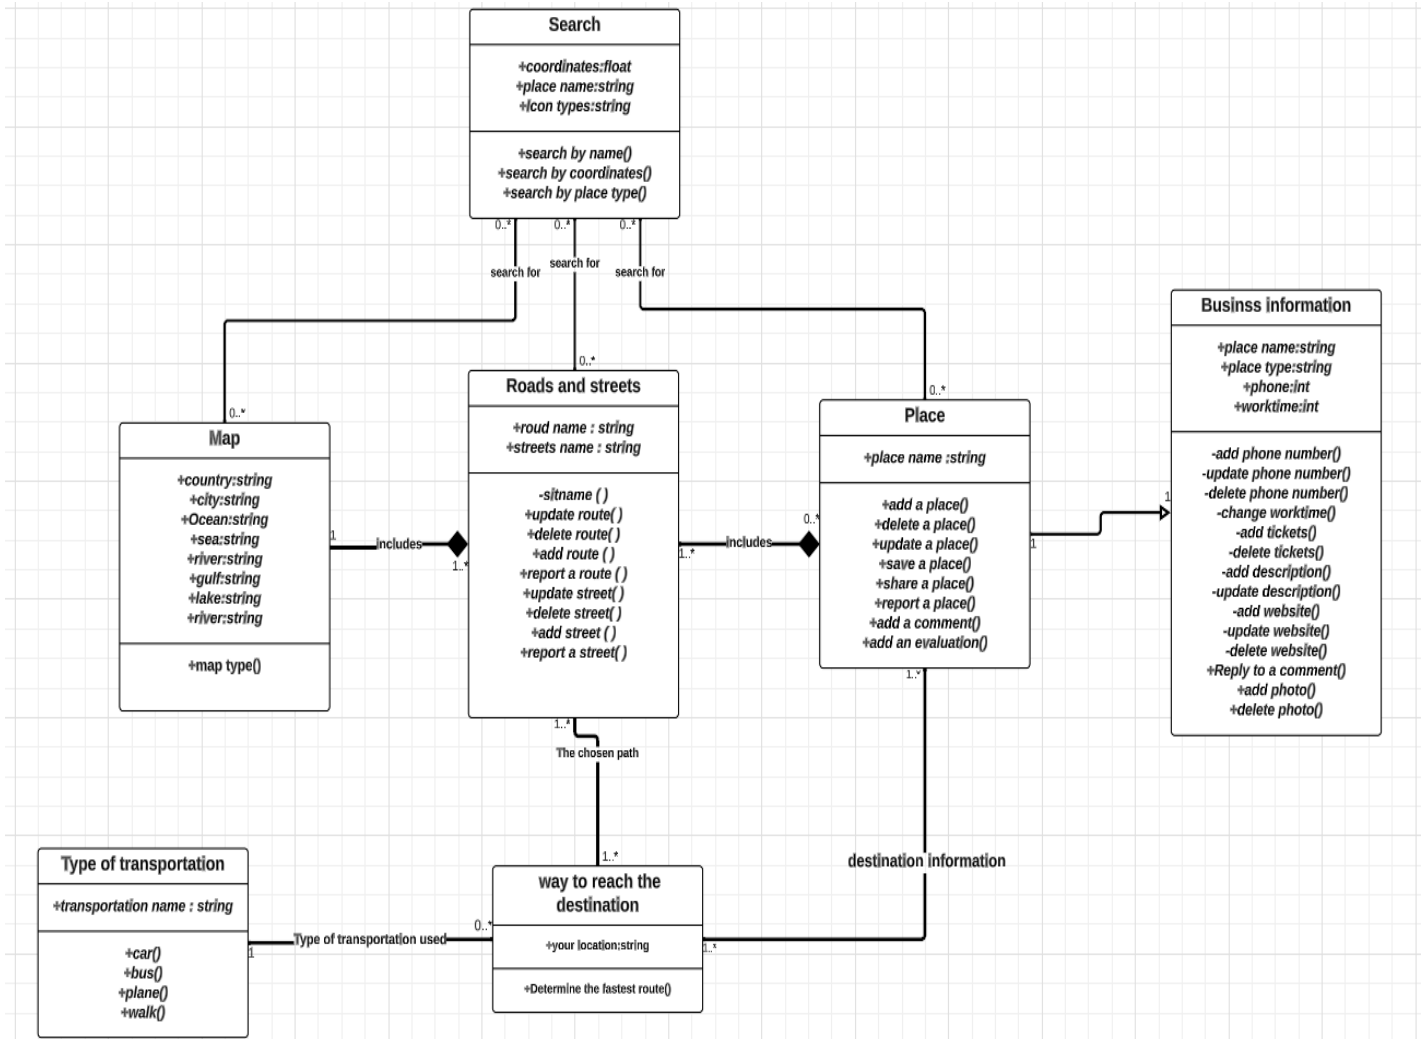 Search
+coordinates:float
+place name:string
+Icon types:string
+search by name()
+search by coordinates()
+search by place type()
0..*
0..*
0..*
search for
search for
search for
0..*
0..*
0..*
Map
+country:string
+city:string
+Ocean:string
+sea:string
+river:string
+gulf:string
+lake:string
+river:string
+map type()
1
includes
1..*
Roads and streets
+roud name : string
+streets name : string
-sitname ( )
+update route( )
+delete route( )
+add route ( )
+report a route ( )
+update street( )
+delete street( )
+add street ( )
+report a street( )
1..*
includes
0..*
Place
+place name :string
+add a place()
+delete a place()
+update a place()
+save a place()
+share a place()
+report a place()
+add a comment()
+add an evaluation()
1
1
Businss information
+place name:string
+place type:string
+phone:int
+worktime:int
-add phone number()
-update phone number()
-delete phone number()
-change worktime()
-add tickets()
-delete tickets()
-add description()
-update description()
-add website()
-update website()
-delete website()
+Reply to a comment()
+add photo()
+delete photo()
1..*
The chosen path
1..*
1..*
destination information
1..*
Type of transportation
+transportation name : string
+car()
+bus()
+plane()
+walk()
1
Type of transportation used
0..*
way to reach the
destination
+your location:string
+Determine the fastest route()